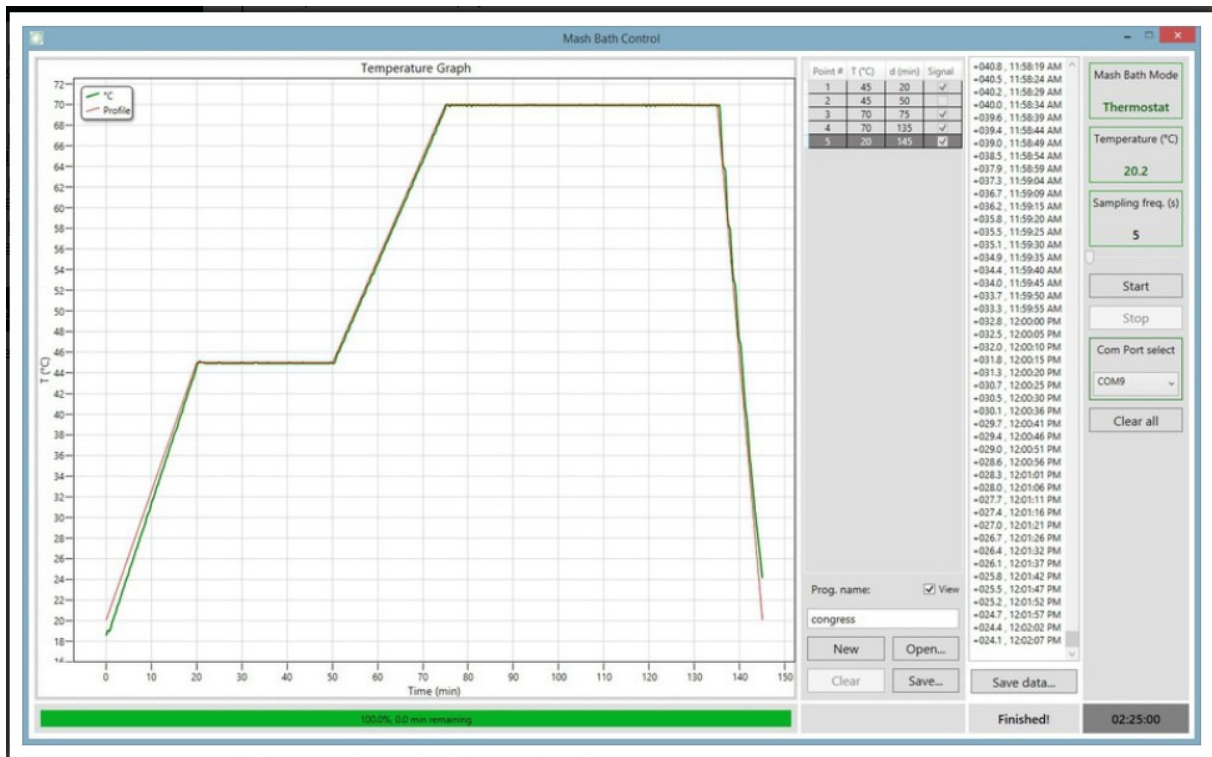 Mash Bath Control
Temperature Graph
°C
Profile
T (°C)
72
70
68
66
64
62
60
58
56
54
52
50
48
46
44
42
40
38
36
34
32
30
28
26
24
22
20
18
16
0 10 20 30 40 50 60 70 80 90 100 110 120 130 140 150
Time (min)
100.0%, 0.0 min remaining
Point # T (°C) d (min) Signal
1 45 20
2 45 50
3 70 75
4 70 135
5 20 145
Prog. name: View
congress
New Open...
Clear Save...
+040.8 , 11:58:19 AM
+040.5 , 11:58:24 AM
+040.2 , 11:58:29 AM
+040.0 , 11:58:34 AM
+039.6 , 11:58:39 AM
+039.4 , 11:58:44 AM
+039.0 , 11:58:49 AM
+038.5 , 11:58:54 AM
+037.9 , 11:58:59 AM
+037.3 , 11:59:04 AM
+036.7 , 11:59:09 AM
+036.2 , 11:59:15 AM
+035.8 , 11:59:20 AM
+035.5 , 11:59:25 AM
+035.1 , 11:59:30 AM
+034.9 , 11:59:35 AM
+034.4 , 11:59:40 AM
+034.0 , 11:59:45 AM
+033.7 , 11:59:50 AM
+033.3 , 11:59:55 AM
+032.8 , 12:00:00 PM
+032.5 , 12:00:05 PM
+032.0 , 12:00:10 PM
+031.8 , 12:00:15 PM
+031.3 , 12:00:20 PM
+030.7 , 12:00:25 PM
+030.5 , 12:00:30 PM
+030.1 , 12:00:36 PM
+029.7 , 12:00:41 PM
+029.4 , 12:00:46 PM
+029.0 , 12:00:51 PM
+028.6 , 12:00:56 PM
+028.3 , 12:01:01 PM
+028.0 , 12:01:06 PM
+027.7 , 12:01:11 PM
+027.4 , 12:01:16 PM
+027.0 , 12:01:21 PM
+026.7 , 12:01:26 PM
+026.4 , 12:01:32 PM
+026.1 , 12:01:37 PM
+025.8 , 12:01:42 PM
+025.5 , 12:01:47 PM
+025.2 , 12:01:52 PM
+024.7 , 12:01:57 PM
+024.4 , 12:02:02 PM
+024.1 , 12:02:07 PM
Save data...
Finished!
Mash Bath Mode
Thermostat
Temperature (°C)
20.2
Sampling freq. (s)
5
Start
Stop
Com Port select
COM9
Clear all
02:25:00